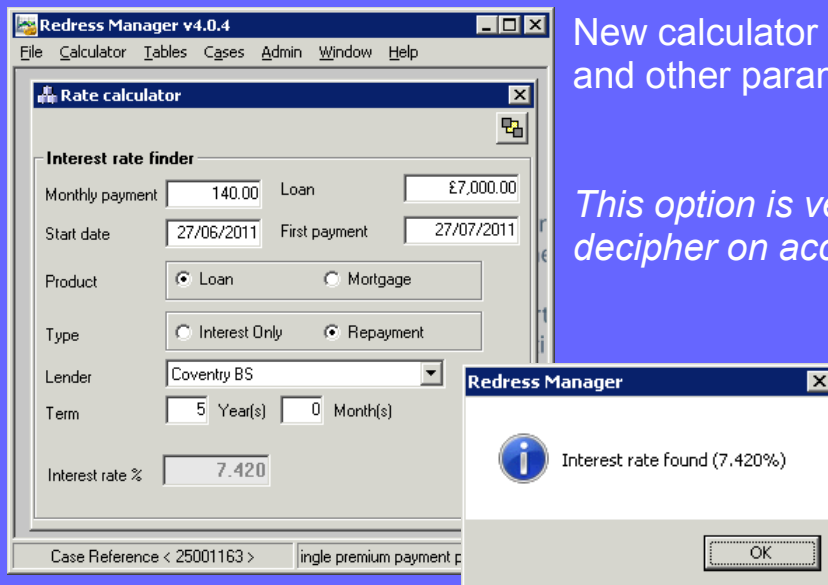 Redress Manager v4.0.4
File Calculator Tables Cases Admin Window Help
Rate calculator
Interest rate finder
Monthly payment 140.00 Loan £7,000.00
Start date 27/06/2011 First payment 27/07/2011
Product Loan Mortgage
Type Interest Only Repayment
Lender Coventry BS
Term 5 Year(s) 0 Month(s)
Interest rate % 7.420
Case Reference < 25001163 > ingle premium payment p
New calculator
and other param
This option is ve
decipher on acc
Redress Manager
Interest rate found (7.420%)
OK